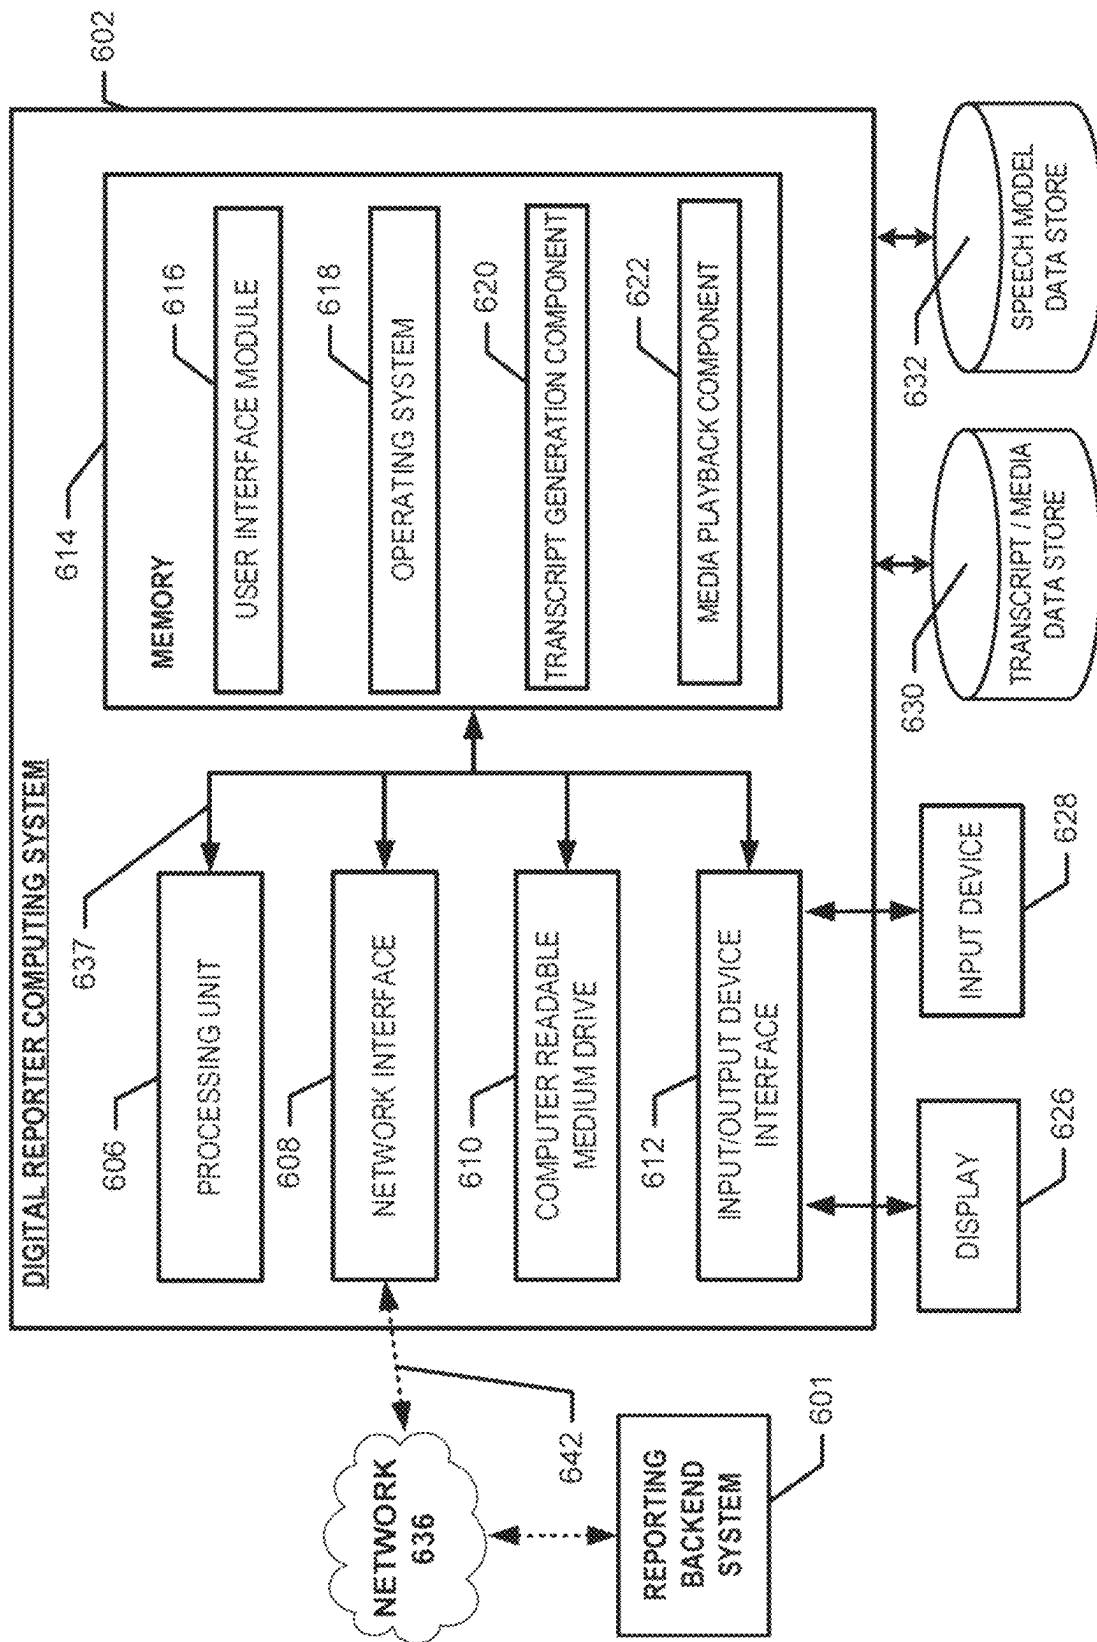 DIGITAL REPORTER COMPUTING SYSTEM
602
637
614
MEMORY
606
PROCESSING UNIT
616
USER INTERFACE MODULE
608
NETWORK INTERFACE
618
OPERATING SYSTEM
610
COMPUTER READABLE
MEDIUM DRIVE
620
TRANSCRIPT GENERATION COMPONENT
612
INPUT/OUTPUT DEVICE
INTERFACE
622
MEDIA PLAYBACK COMPONENT
NETWORK
636
642
REPORTING
BACKEND
SYSTEM
601
DISPLAY
626
INPUT DEVICE
628
630
TRANSCRIPT / MEDIA
DATA STORE
632
SPEECH MODEL
DATA STORE